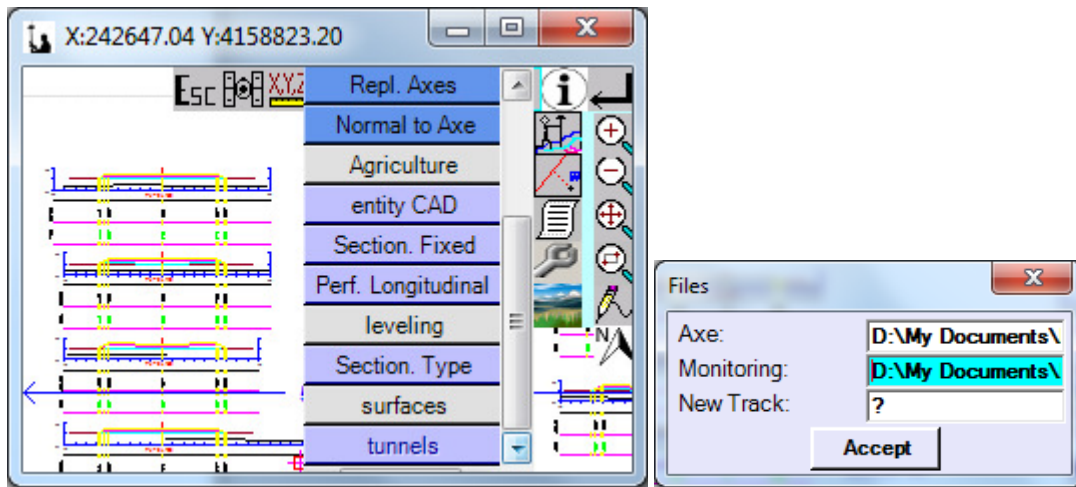 X:242647.04 Y:4158823.20
Esc
X,Y,Z
Repl. Axes
Normal to Axe
Agriculture
entity CAD
Section. Fixed
Perf. Longitudinal
leveling
Section. Type
surfaces
tunnels
i
N
Files
Axe: D:\My Documents\
Monitoring: D:\My Documents\
New Track: ?
Accept